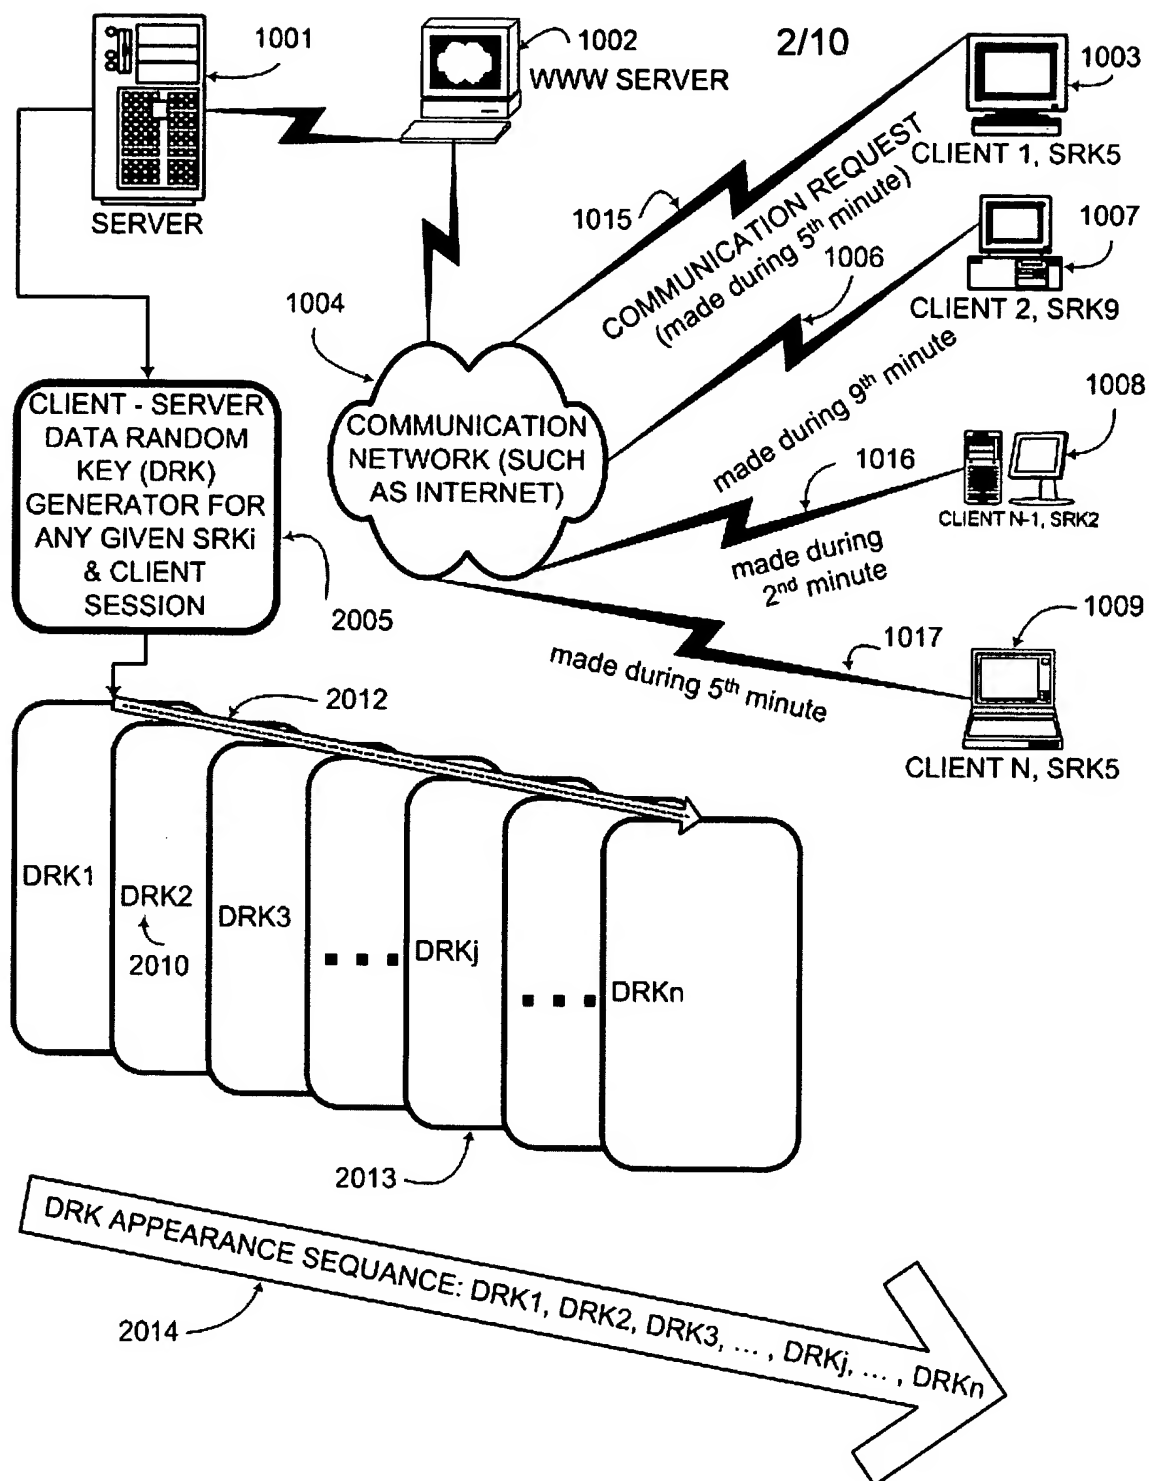 1001
1002
WWW SERVER
2/10
1003
CLIENT 1, SRK5
SERVER
1015
COMMUNICATION REQUEST
(made during 5th minute)
1006
1007
CLIENT 2, SRK9
1004
made during 9th minute
1008
CLIENT N-1, SRK2
COMMUNICATION
NETWORK (SUCH
AS INTERNET)
1016
made during
2nd minute
CLIENT - SERVER
DATA RANDOM
KEY (DRK)
GENERATOR FOR
ANY GIVEN SRKi
& CLIENT
SESSION
2005
1009
1017
made during 5th minute
CLIENT N, SRK5
2012
DRK1
DRK2
2010
DRK3
. . .
DRKj
. . .
DRKn
2013
DRK APPEARANCE SEQUANCE: DRK1, DRK2, DRK3, ... , DRKj, ... , DRKn
2014